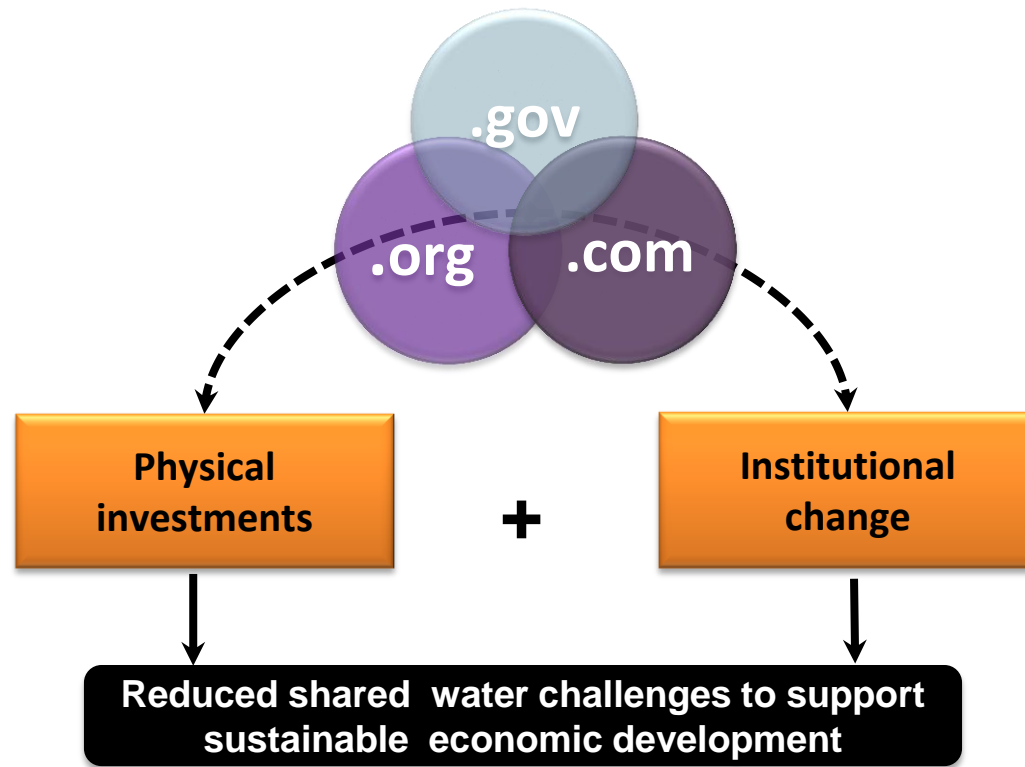 .gov
.org
.com
Physical
investments
+
Institutional
change
Reduced shared  water challenges to support
sustainable  economic development